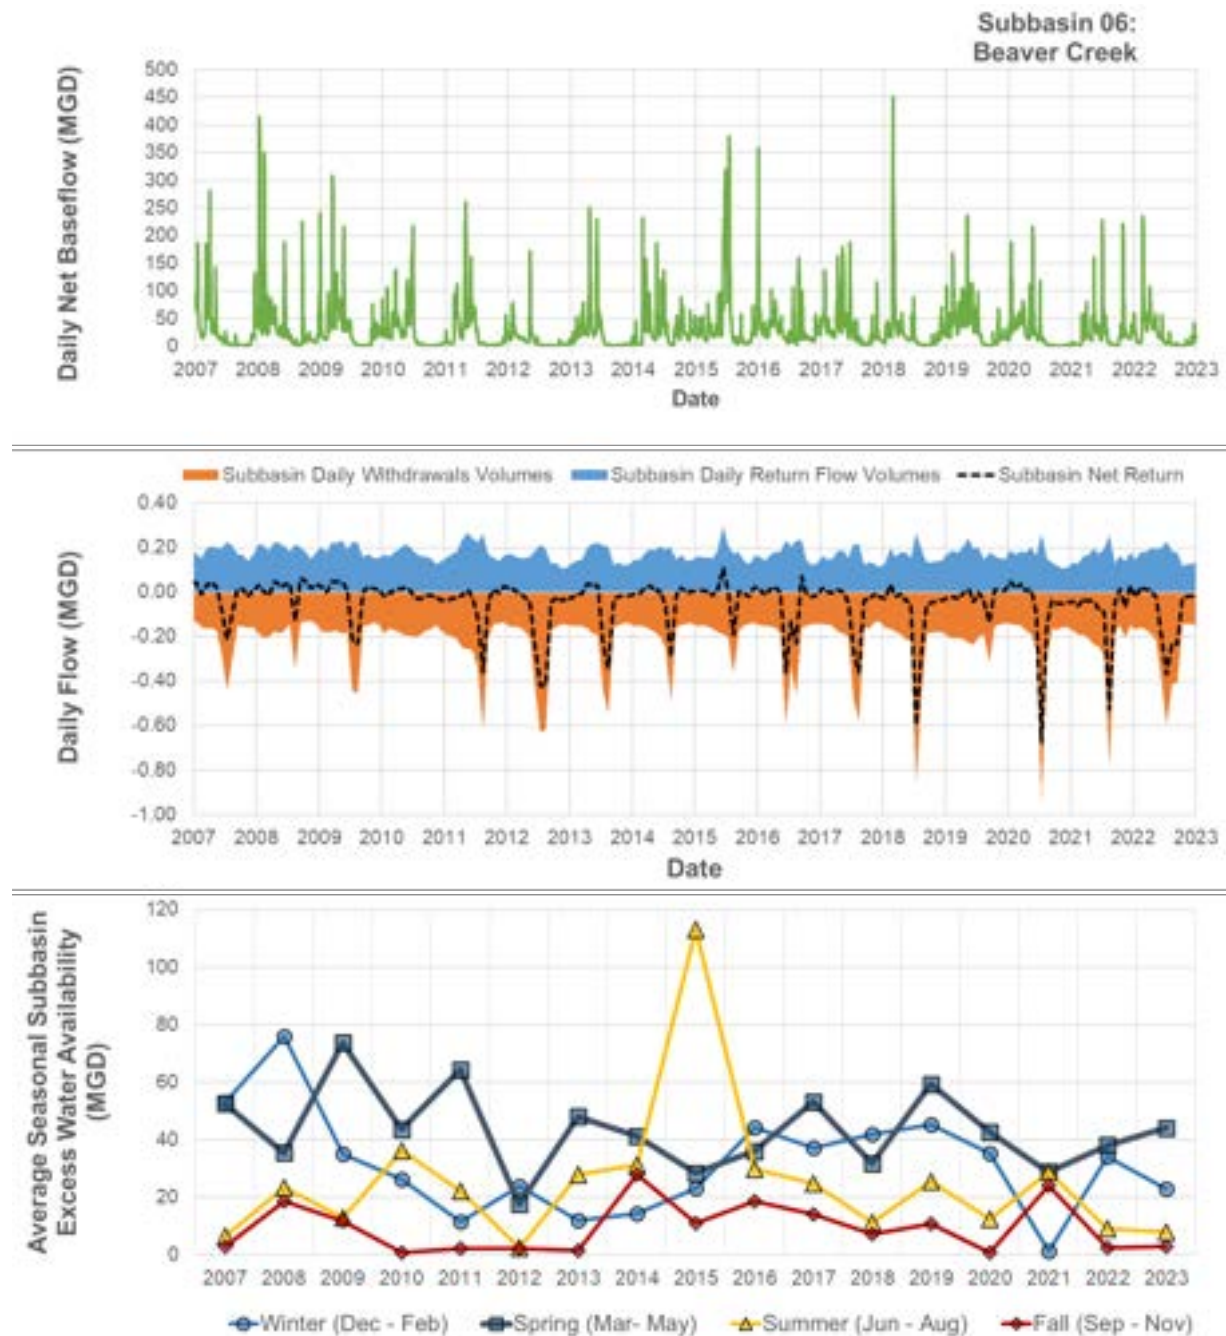 Subbasin 06:
Beaver Creek
Daily Net Baseflow (MGD)
500
450
400
350
300
250
200
150
100
50
0
2007 2008 2009 2010 2011 2012 2013 2014 2015 2016 2017 2018 2019 2020 2021 2022 2023
Date
Subbasin Daily Withdrawals Volumes Subbasin Daily Return Flow Volumes Subbasin Net Return
Daily Flow (MGD)
0.40
0.20
0.00
-0.20
-0.40
-0.60
-0.80
-1.00
2007 2008 2009 2010 2011 2012 2013 2014 2015 2016 2017 2018 2019 2020 2021 2022 2023
Date
Average Seasonal Subbasin
Excess Water Availability
(MGD)
120
100
80
60
40
20
0
2007 2008 2009 2010 2011 2012 2013 2014 2015 2016 2017 2018 2019 2020 2021 2022 2023
Winter (Dec - Feb) Spring (Mar- May) Summer (Jun - Aug) Fall (Sep - Nov)